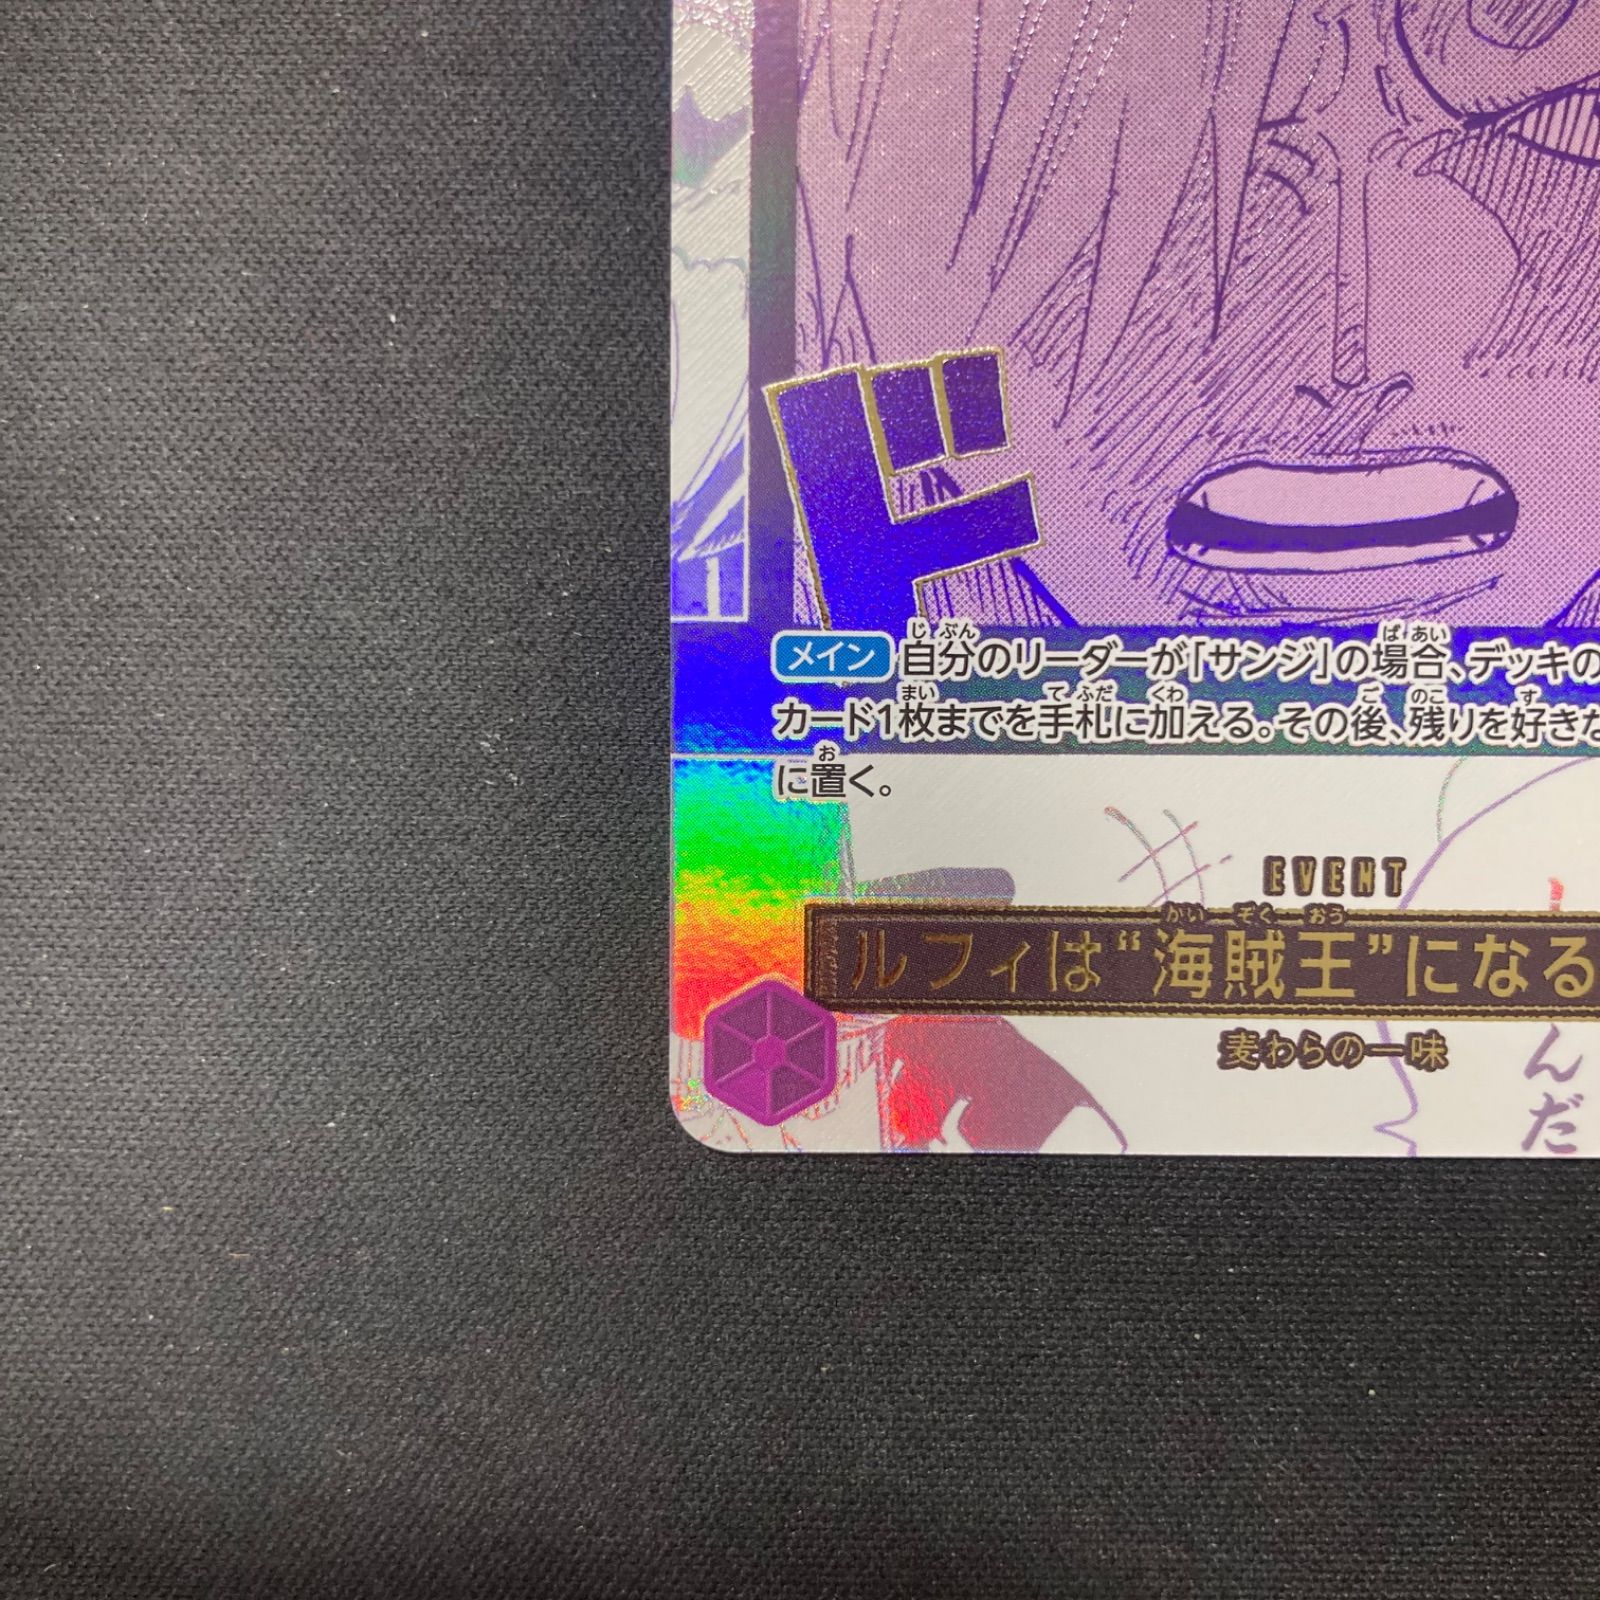 ド
メイン 自分のリーダーが「サンジ」の場合、デッキの
カード1枚までを手札に加える。その後、残りを好きな
に置く。
EVENT
ルフィは“海賊王”になる
麦わらの一味
んだ